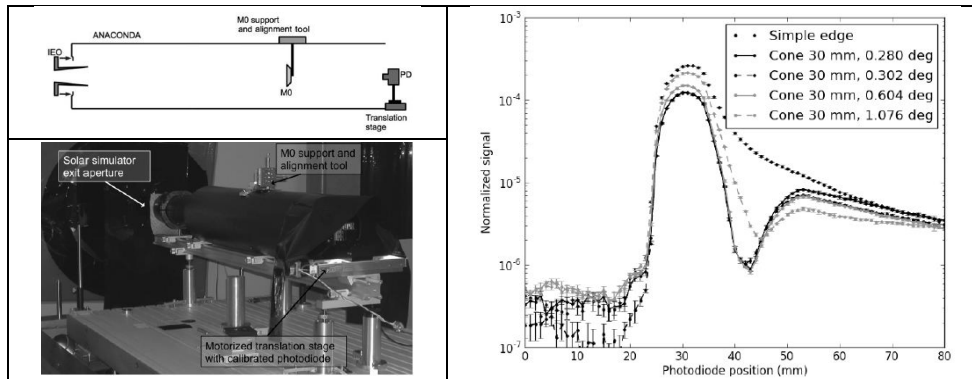 M0 support
and alignment tool
ANACONDA
IEO
M0
PD
Translation
stage
Solar simulator
exit aperture
M0 support and
alignment tool
Motorized translation stage
with calibrated photodiode
Normalized signal
10^-3
10^-4
10^-5
10^-6
10^-7
Simple edge
Cone 30 mm, 0.280 deg
Cone 30 mm, 0.302 deg
Cone 30 mm, 0.604 deg
Cone 30 mm, 1.076 deg
0 10 20 30 40 50 60 70 80
Photodiode position (mm)